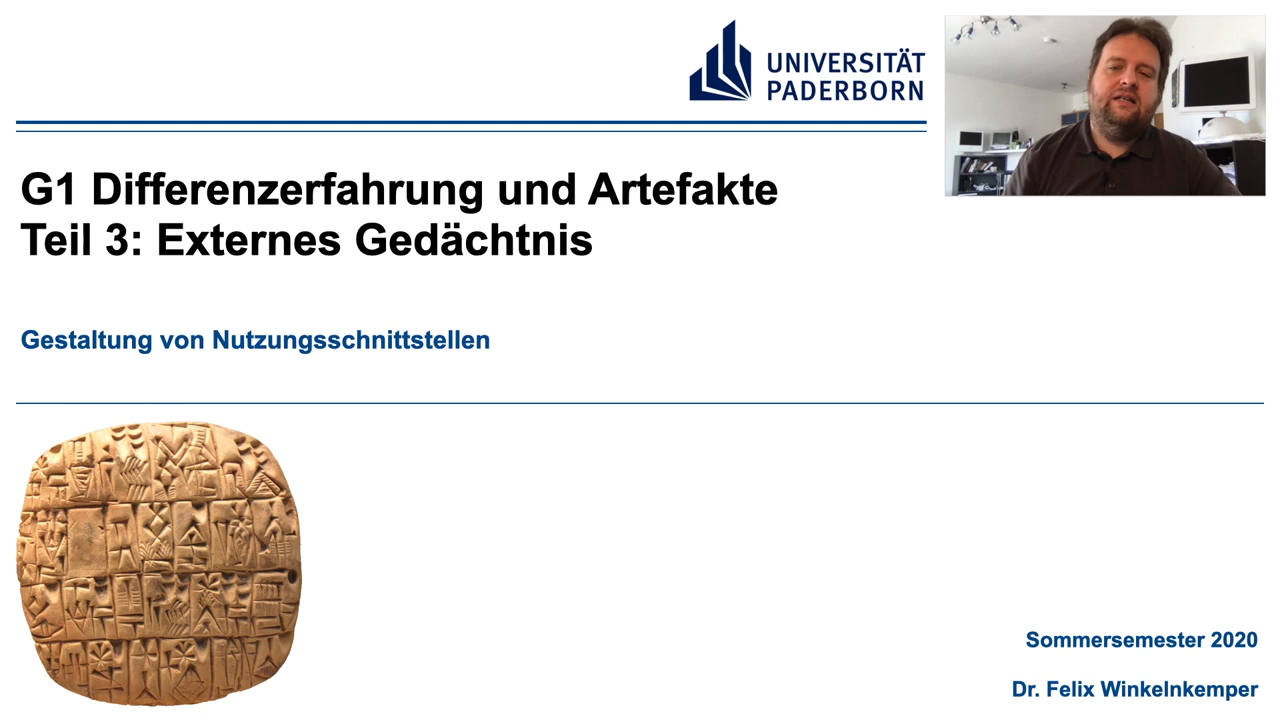 UNIVERSITÄT
PADERBORN
G1 Differenzerfahrung und Artefakte
Teil 3: Externes Gedächtnis
Gestaltung von Nutzungsschnittstellen
Sommersemester 2020
Dr. Felix Winkelnkemper